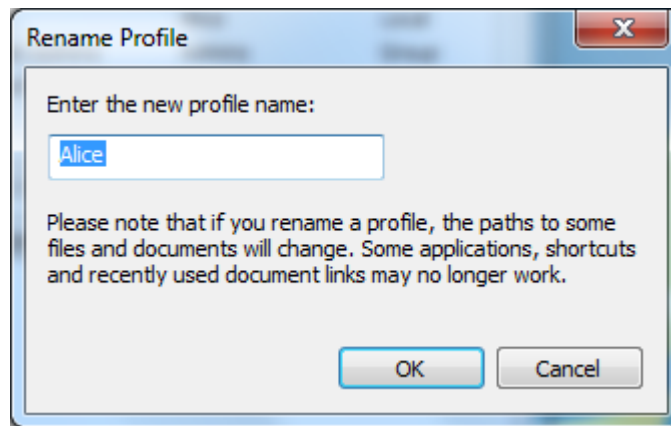 Rename Profile
Enter the new profile name:
Alice
Please note that if you rename a profile, the paths to some
files and documents will change. Some applications, shortcuts
and recently used document links may no longer work.
OK Cancel